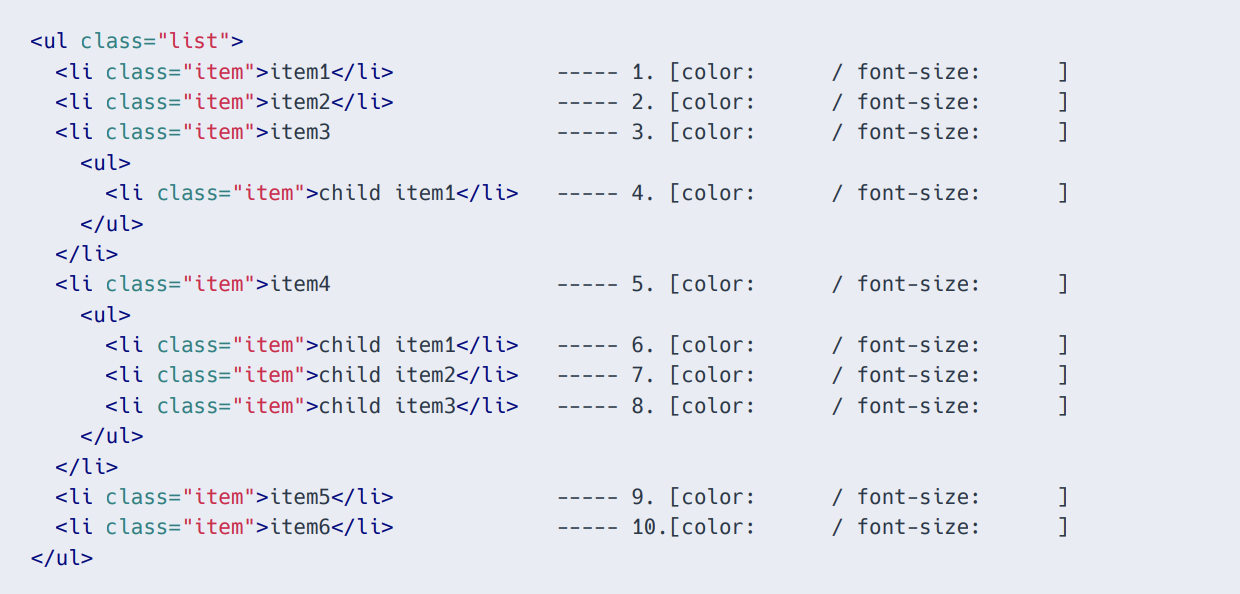 <ul class="list">
  <li class="item">item1</li>             ----- 1. [color:      / font-size:      ]
  <li class="item">item2</li>             ----- 2. [color:      / font-size:      ]
  <li class="item">item3                  ----- 3. [color:      / font-size:      ]
    <ul>
      <li class="item">child item1</li>   ----- 4. [color:      / font-size:      ]
    </ul>
  </li>
  <li class="item">item4                  ----- 5. [color:      / font-size:      ]
    <ul>
      <li class="item">child item1</li>   ----- 6. [color:      / font-size:      ]
      <li class="item">child item2</li>   ----- 7. [color:      / font-size:      ]
      <li class="item">child item3</li>   ----- 8. [color:      / font-size:      ]
    </ul>
  </li>
  <li class="item">item5</li>             ----- 9. [color:      / font-size:      ]
  <li class="item">item6</li>             ----- 10.[color:      / font-size:      ]
</ul>